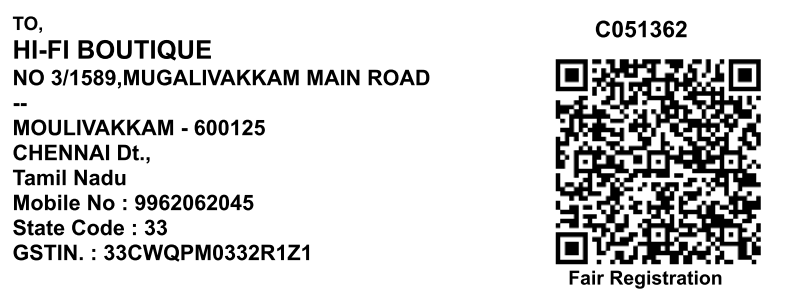 TO,
HI-FI BOUTIQUE
NO 3/1589,MUGALIVAKKAM MAIN ROAD
--
MOULIVAKKAM - 600125
CHENNAI Dt.,
Tamil Nadu
Mobile No : 9962062045
State Code : 33
GSTIN. : 33CWQPM0332R1Z1
C051362
Fair Registration